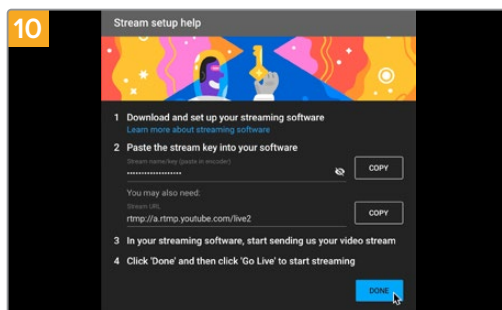 10
Stream setup help
1 Download and set up your streaming software
Learn more about streaming software
2 Paste the stream key into your software
Stream name/key (paste in encoder)
•••••••••••••••••••
COPY
You may also need:
Stream URL
rtmp://a.rtmp.youtube.com/live2
COPY
3 In your streaming software, start sending us your video stream
4 Click 'Done' and then click 'Go Live' to start streaming
DONE